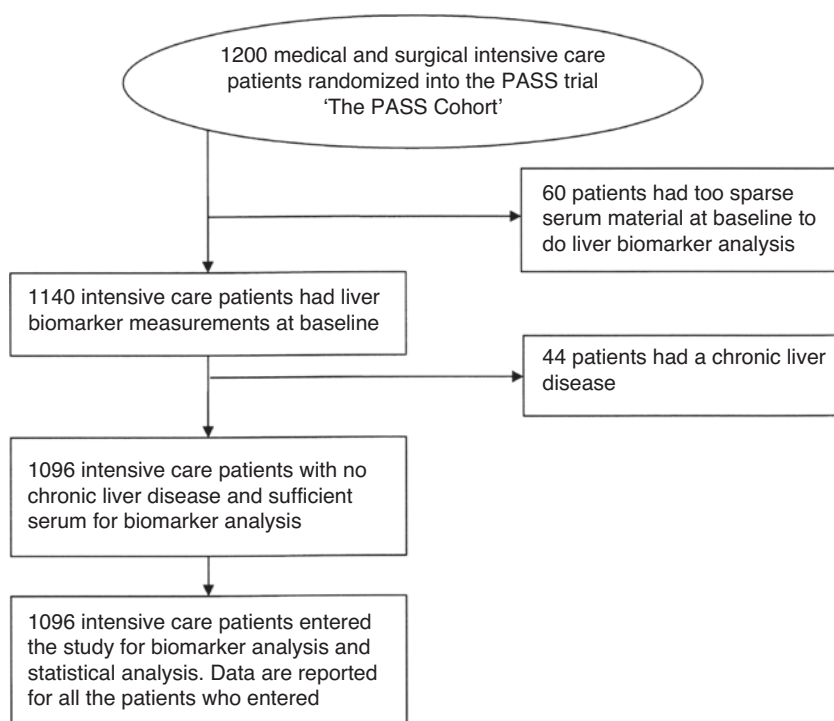 1200 medical and surgical intensive care
patients randomized into the PASS trial
‘The PASS Cohort’
60 patients had too sparse
serum material at baseline to
do liver biomarker analysis
1140 intensive care patients had liver
biomarker measurements at baseline
44 patients had a chronic liver
disease
1096 intensive care patients with no
chronic liver disease and sufficient
serum for biomarker analysis
1096 intensive care patients entered
the study for biomarker analysis and
statistical analysis. Data are reported
for all the patients who entered